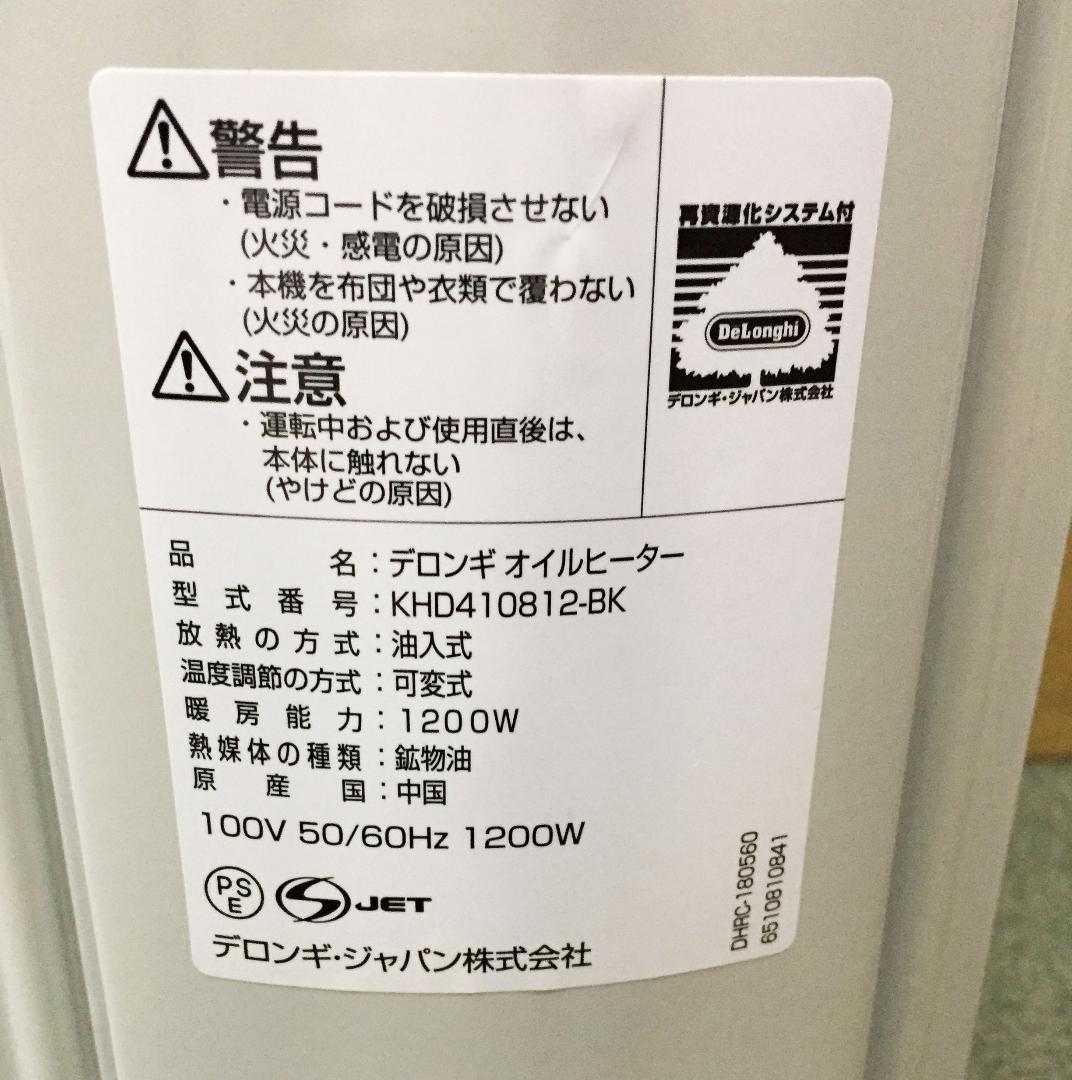 警告
・電源コードを破損させない
(火災・感電の原因)
・本機を布団や衣類で覆わない
(火災の原因)
注意
・運転中および使用直後は、
本体に触れない
(やけどの原因)
再資源化システム付
DeLonghi
デロンギ・ジャパン株式会社
品名：デロンギ オイルヒーター
型式番号：KHD410812-BK
放熱の方式：油入式
温度調節の方式：可変式
暖房能力：1200W
熱媒体の種類：鉱物油
原産国：中国
100V 50/60Hz 1200W
PS
E
JET
デロンギ・ジャパン株式会社
DHRC-180560
6510810841